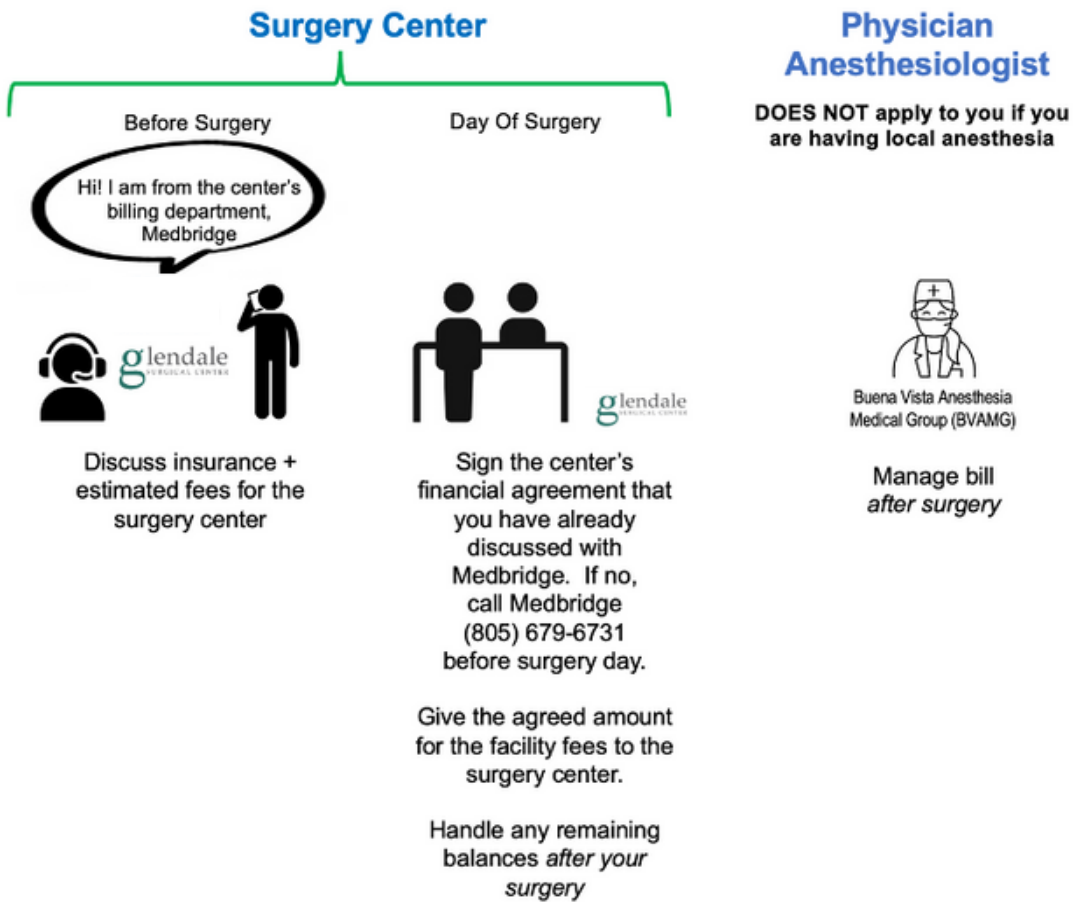 Surgery Center
Before Surgery
Hi! I am from the center's
billing department,
Medbridge
glendale
SURGICAL CENTER
Discuss insurance +
estimated fees for the
surgery center
Day Of Surgery
glendale
SURGICAL CENTER
Sign the center's
financial agreement that
you have already
discussed with
Medbridge. If no,
call Medbridge
(805) 679-6731
before surgery day.
Give the agreed amount
for the facility fees to the
surgery center.
Handle any remaining
balances after your
surgery
Physician
Anesthesiologist
DOES NOT apply to you if you
are having local anesthesia
Buena Vista Anesthesia
Medical Group (BVAMG)
Manage bill
after surgery